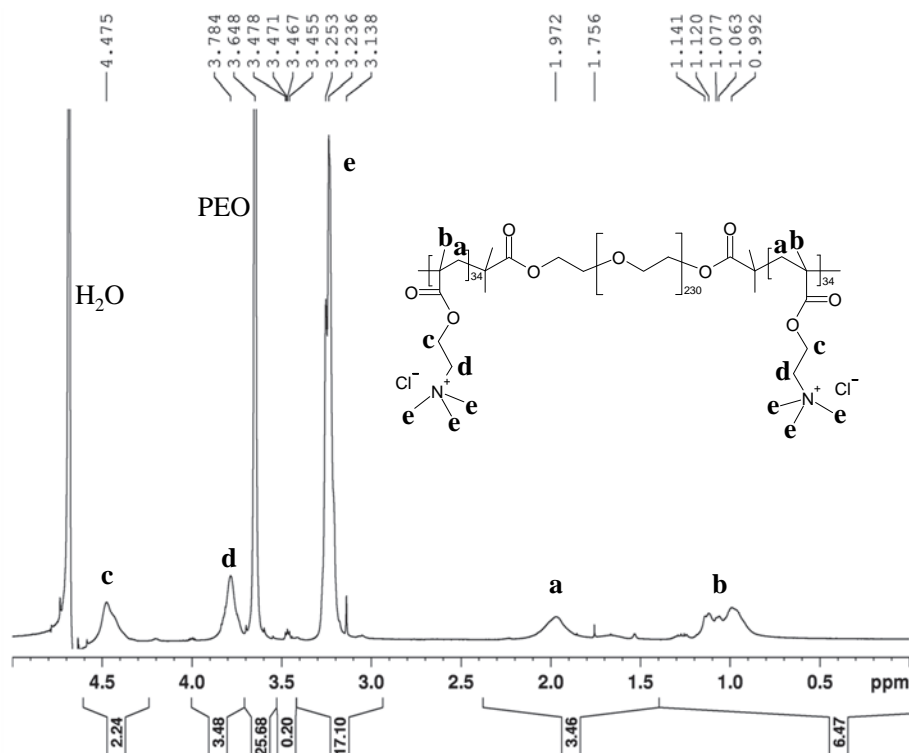 4.475
3.784
3.648
3.478
3.471
3.467
3.455
3.253
3.236
3.138
1.972
1.756
1.141
1.120
1.077
1.063
0.992
e
PEO
H₂O
b
a
34
O
O
O
O
c
d
Cl⁻
N⁺
e
e
e
O
230
O
O
a
b
34
O
O
c
d
Cl⁻
N⁺
e
e
e
c
d
a
b
4.5 4.0 3.5 3.0 2.5 2.0 1.5 1.0 0.5 ppm
2.24
3.48
25.68
0.20
17.10
3.46
6.47